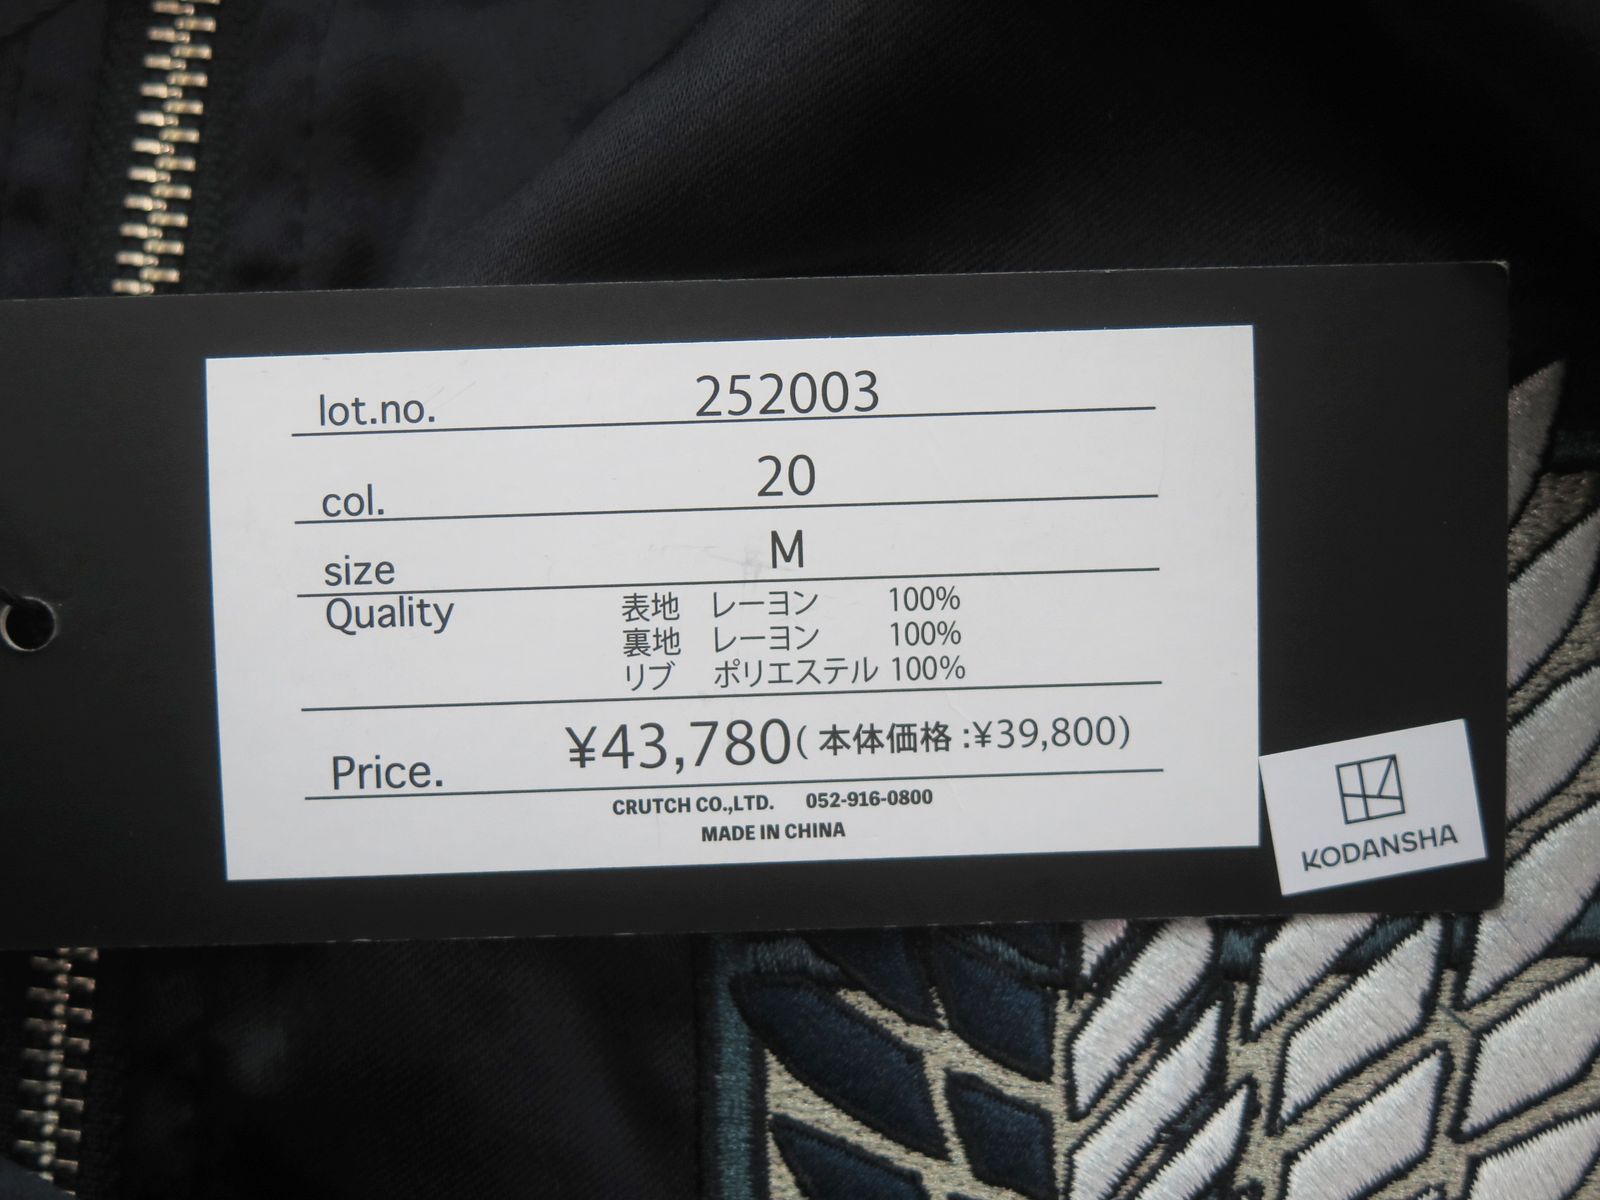 lot.no. 252003
col. 20
size M
Quality 表地 レーヨン 100%
裏地 レーヨン 100%
リブ ポリエステル 100%
Price. ¥43,780(本体価格:¥39,800)
CRUTCH CO.,LTD. 052-916-0800
MADE IN CHINA
KODANSHA